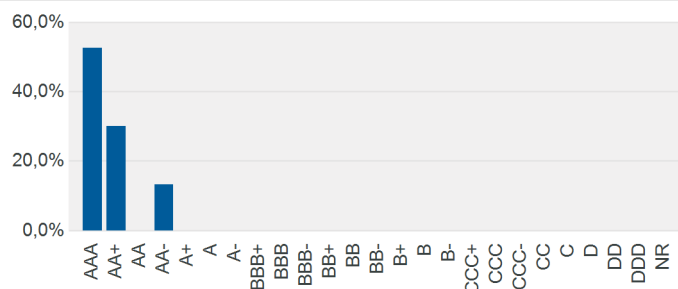 60,0%
40,0%
20,0%
0,0%
AAA
AA+
AA
AA-
A+
A
A-
BBB+
BBB
BBB-
BB+
BB
BB-
B+
B
B-
CCC+
CCC
CCC-
CC
C
D
DD
DDD
NR